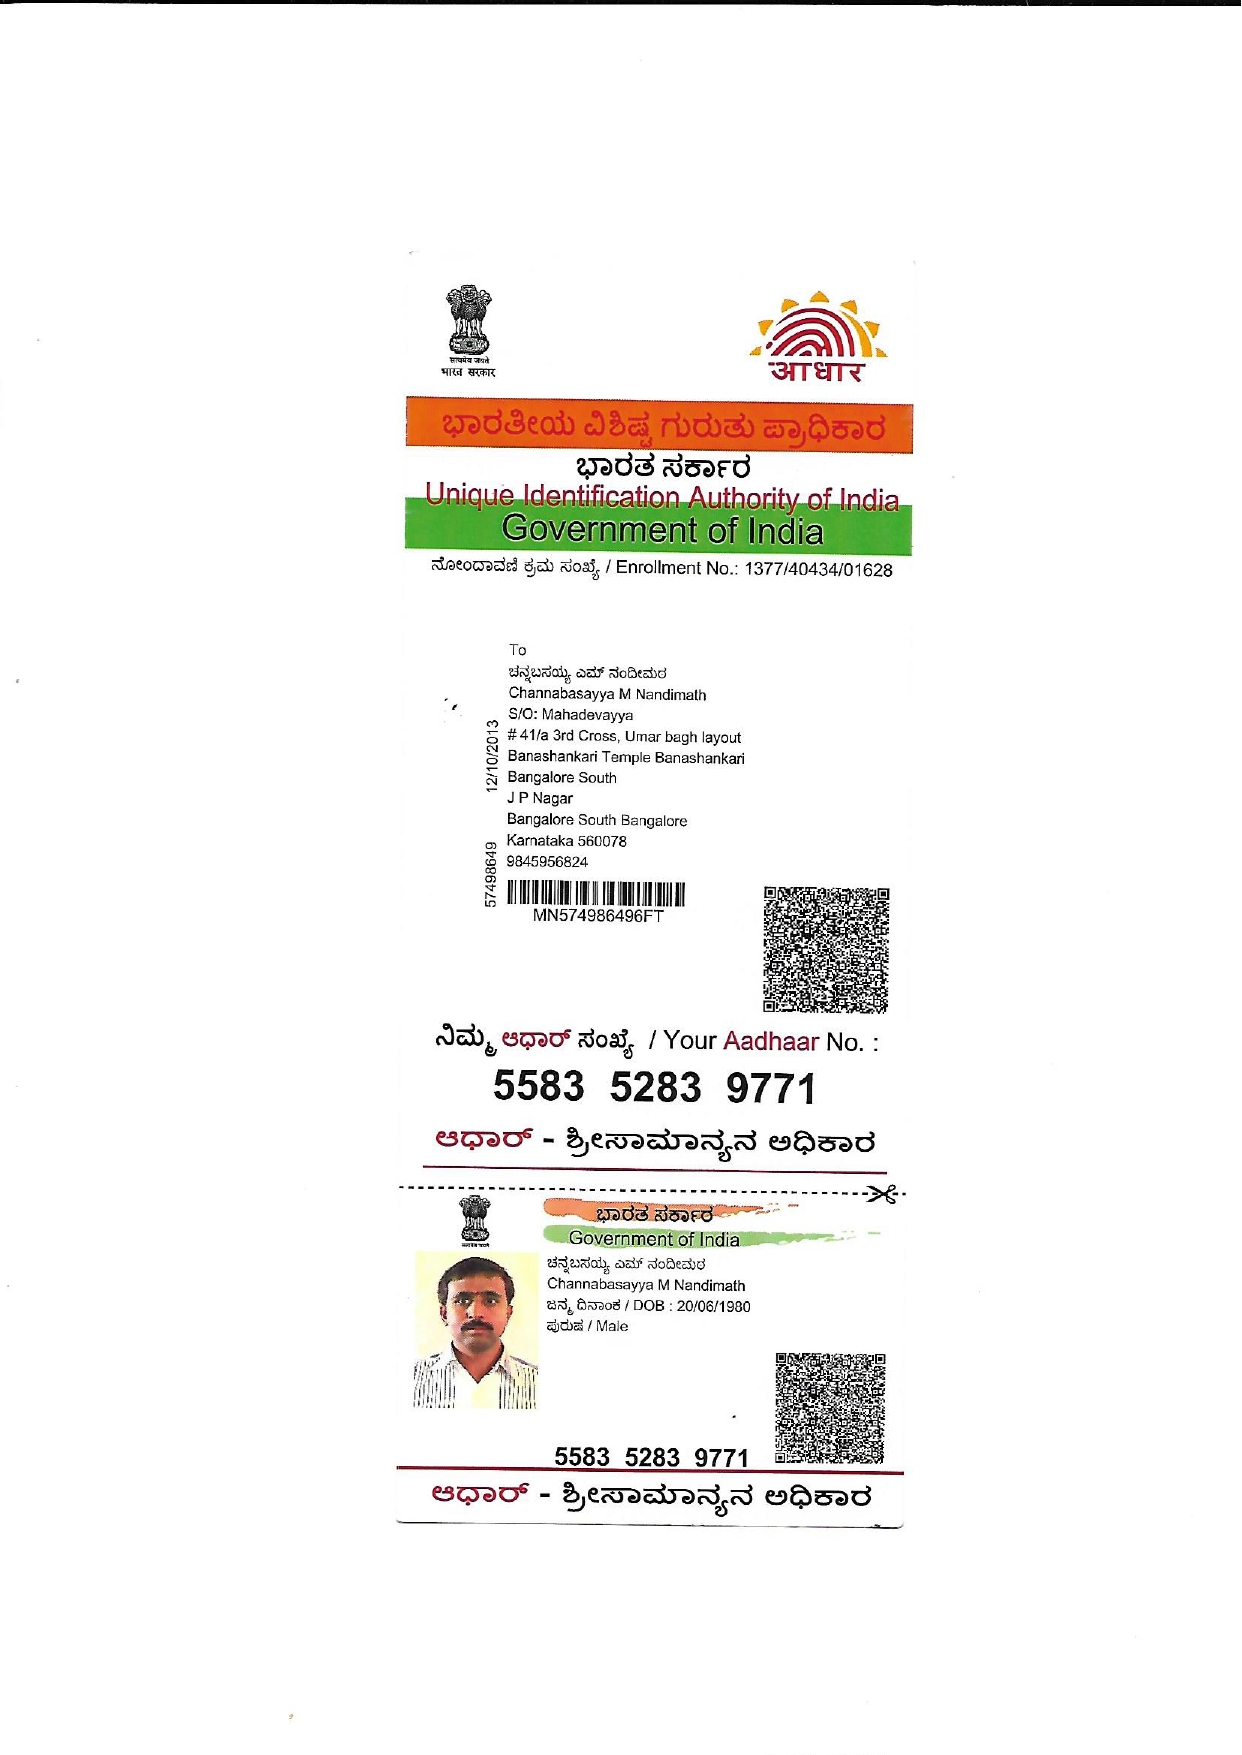 सत्यमेव जयते
भारत सरकार
आधार
ಭಾರತೀಯ ವಿಶಿಷ್ಟ ಗುರುತು ಪ್ರಾಧಿಕಾರ
ಭಾರತ ಸರ್ಕಾರ
Unique Identification Authority of India
Government of India
ನೋಂದಾವಣಿ ಕ್ರಮ ಸಂಖ್ಯೆ / Enrollment No.: 1377/40434/01628
To
ಚನ್ನಬಸಯ್ಯ ಎಮ್ ನಂದೀಮಠ
Channabasayya M Nandimath
S/O: Mahadevayya
# 41/a 3rd Cross, Umar bagh layout
Banashankari Temple Banashankari
Bangalore South
J P Nagar
Bangalore South Bangalore
Karnataka 560078
9845956824
12/10/2013
57498649
MN574986496FT
ನಿಮ್ಮ ಆಧಾರ್ ಸಂಖ್ಯೆ / Your Aadhaar No. :
5583 5283 9771
ಆಧಾರ್ - ಶ್ರೀಸಾಮಾನ್ಯನ ಅಧಿಕಾರ
ಭಾರತ ಸರ್ಕಾರ
Government of India
ಚನ್ನಬಸಯ್ಯ ಎಮ್ ನಂದೀಮಠ
Channabasayya M Nandimath
ಜನ್ಮ ದಿನಾಂಕ / DOB : 20/06/1980
ಪುರುಷ / Male
5583 5283 9771
ಆಧಾರ್ - ಶ್ರೀಸಾಮಾನ್ಯನ ಅಧಿಕಾರ